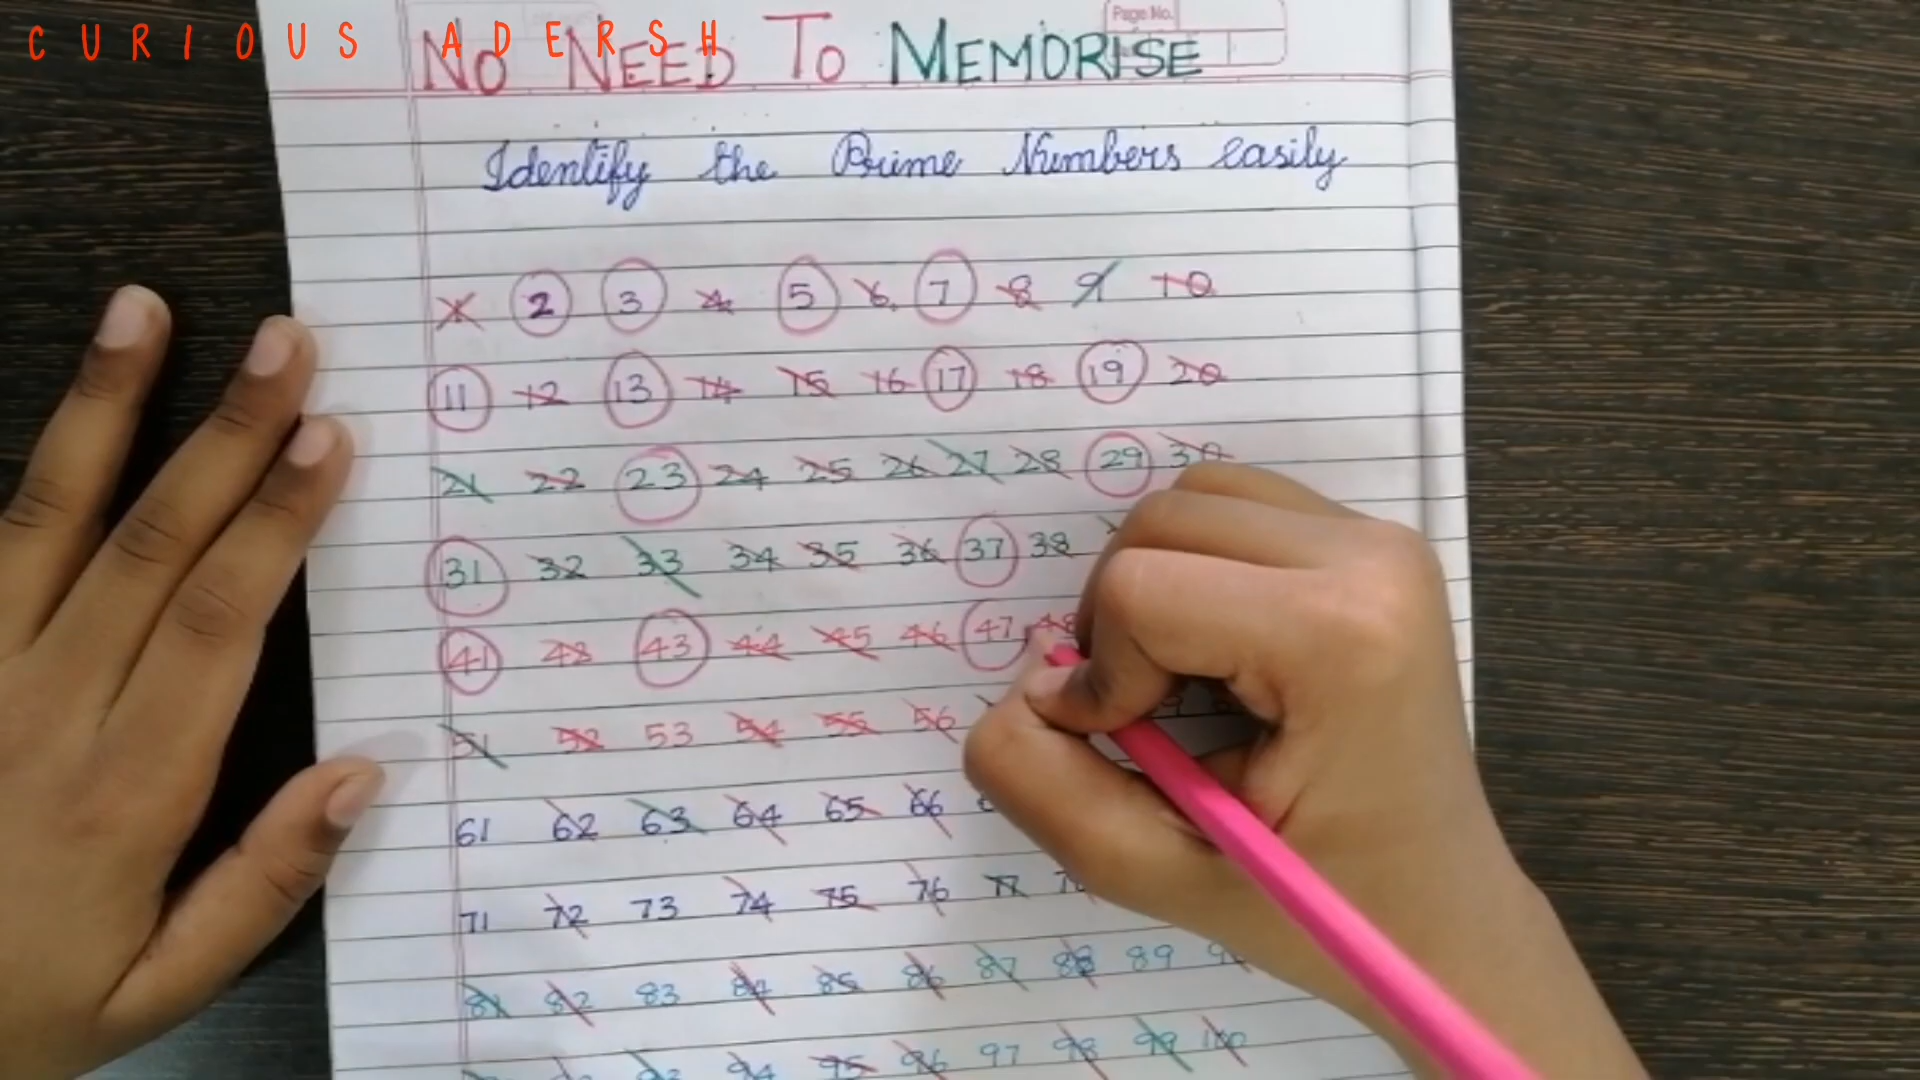 CURIOUS ADERSH
Page No.
NO NEED TO MEMORISE
Identify the Prime Numbers easily
1 2 3 4 5 6 7 8 9 10
11 12 13 14 15 16 17 18 19 20
21 22 23 24 25 26 27 28 29 30
31 32 33 34 35 36 37 38
41 42 43 44 45 46 47 48
51 52 53 54 55 56
61 62 63 64 65 66
71 72 73 74 75 76 77
81 82 83 84 85 86 87 88 89 90
94 95 96 97 98 99 100